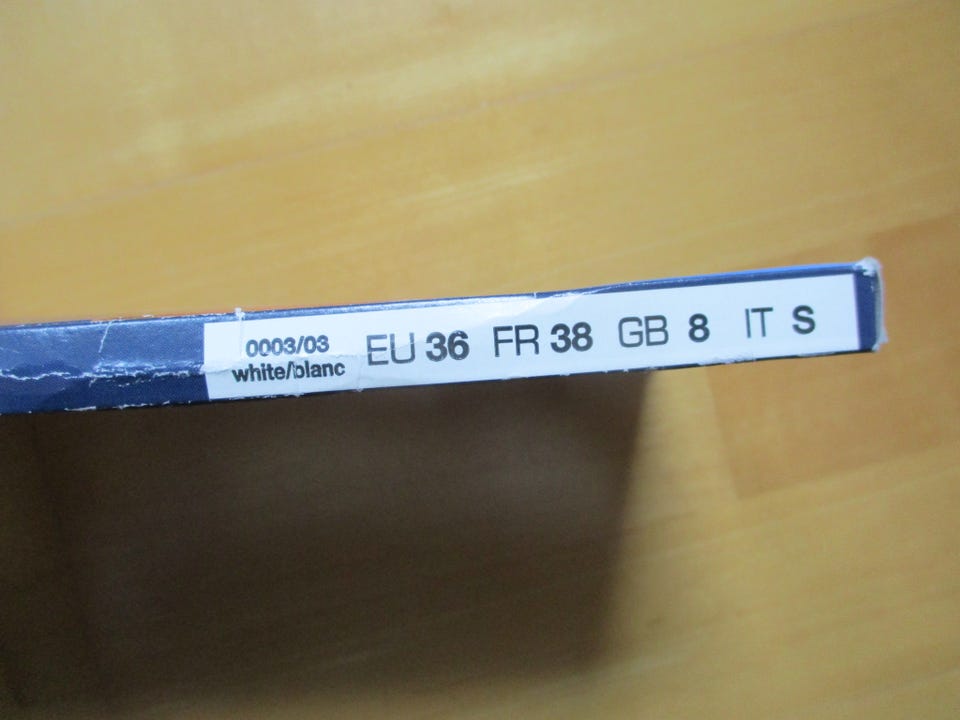 0003/03
white/blanc
EU 36 FR 38 GB 8 IT S